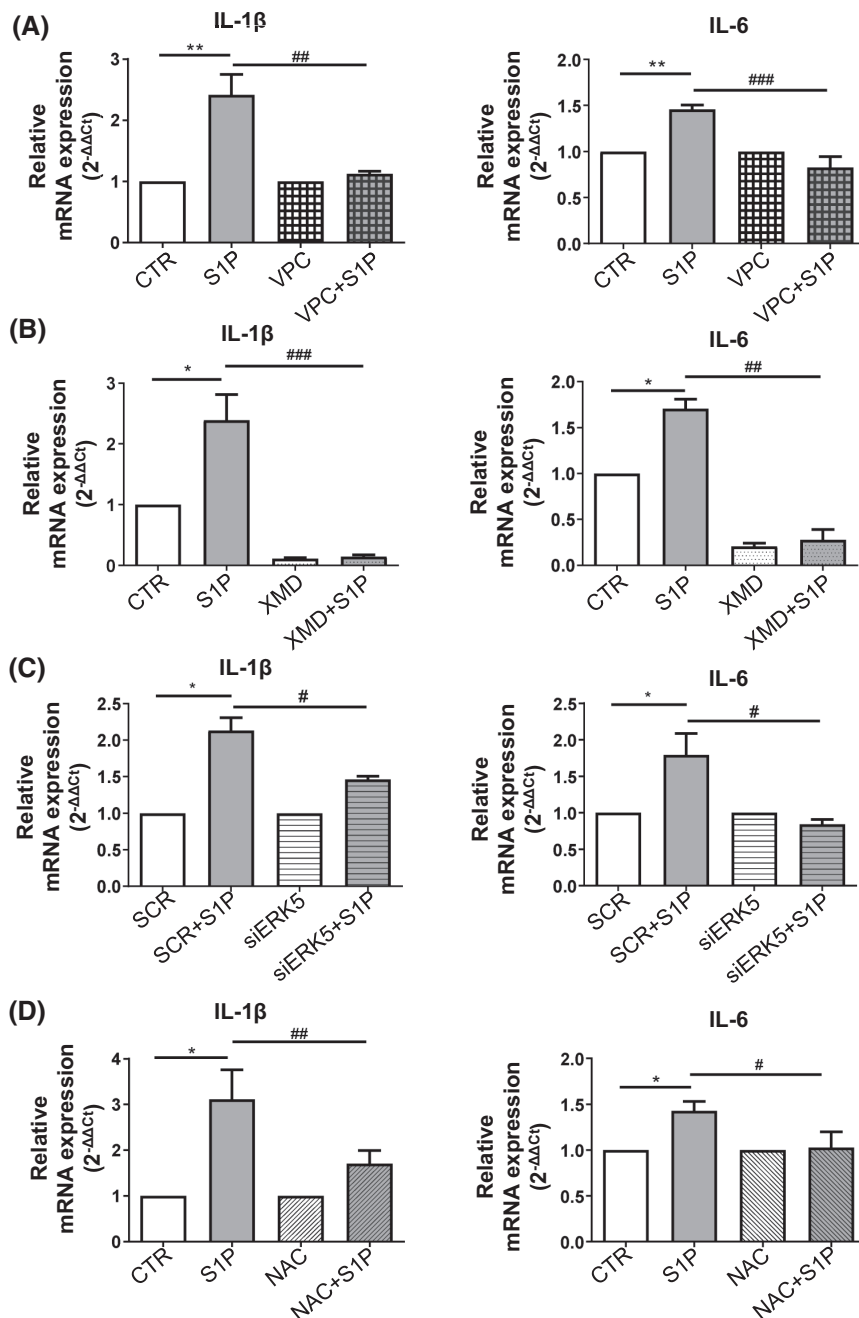 (A)
IL-1β
Relative
mRNA expression
(2-ΔΔCt)
3
2
1
0
**
##
CTR
S1P
VPC
VPC+S1P
IL-6
Relative
mRNA expression
(2-ΔΔCt)
2.0
1.5
1.0
0.5
0.0
**
###
CTR
S1P
VPC
VPC+S1P
(B)
IL-1β
Relative
mRNA expression
(2-ΔΔCt)
3
2
1
0
*
###
CTR
S1P
XMD
XMD+S1P
IL-6
Relative
mRNA expression
(2-ΔΔCt)
2.0
1.5
1.0
0.5
0.0
*
##
CTR
S1P
XMD
XMD+S1P
(C)
IL-1β
Relative
mRNA expression
(2-ΔΔCt)
2.5
2.0
1.5
1.0
0.5
0.0
*
#
SCR
SCR+S1P
siERK5
siERK5+S1P
IL-6
Relative
mRNA expression
(2-ΔΔCt)
2.5
2.0
1.5
1.0
0.5
0.0
*
#
SCR
SCR+S1P
siERK5
siERK5+S1P
(D)
IL-1β
Relative
mRNA expression
(2-ΔΔCt)
4
3
2
1
0
*
##
CTR
S1P
NAC
NAC+S1P
IL-6
Relative
mRNA expression
(2-ΔΔCt)
2.0
1.5
1.0
0.5
0.0
*
#
CTR
S1P
NAC
NAC+S1P